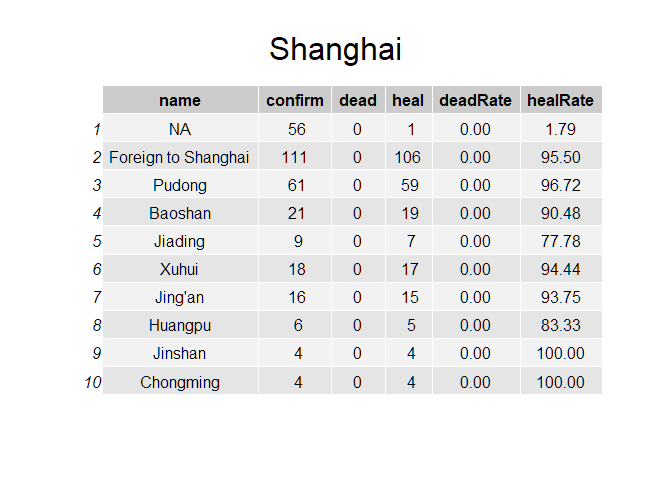 Shanghai
name confirm dead heal deadRate healRate
1 NA 56 0 1 0.00 1.79
2 Foreign to Shanghai 111 0 106 0.00 95.50
3 Pudong 61 0 59 0.00 96.72
4 Baoshan 21 0 19 0.00 90.48
5 Jiading 9 0 7 0.00 77.78
6 Xuhui 18 0 17 0.00 94.44
7 Jing'an 16 0 15 0.00 93.75
8 Huangpu 6 0 5 0.00 83.33
9 Jinshan 4 0 4 0.00 100.00
10 Chongming 4 0 4 0.00 100.00